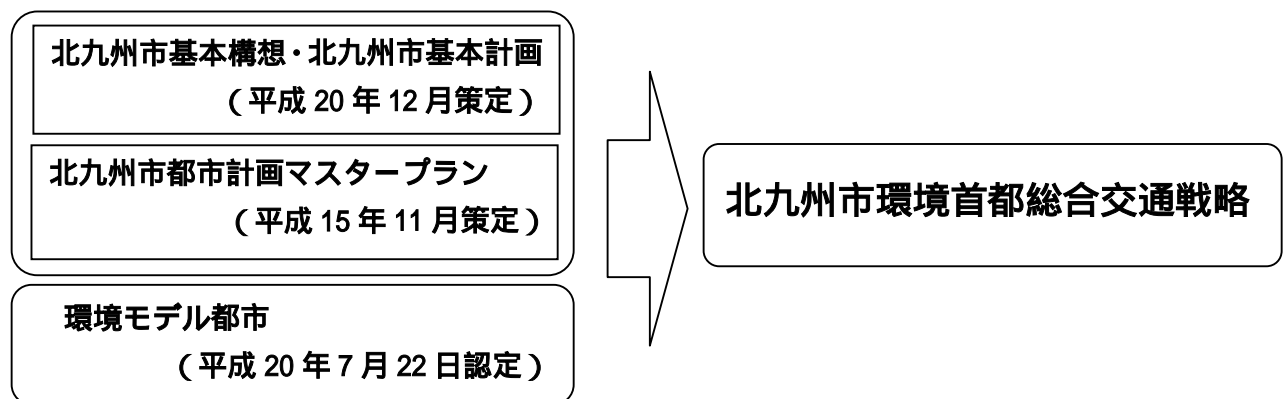 北九州市基本構想・北九州市基本計画
（平成 20 年 12 月策定）
北九州市都市計画マスタープラン
（平成 15 年 11 月策定）
環境モデル都市
（平成 20 年 7 月 22 日認定）
北九州市環境首都総合交通戦略